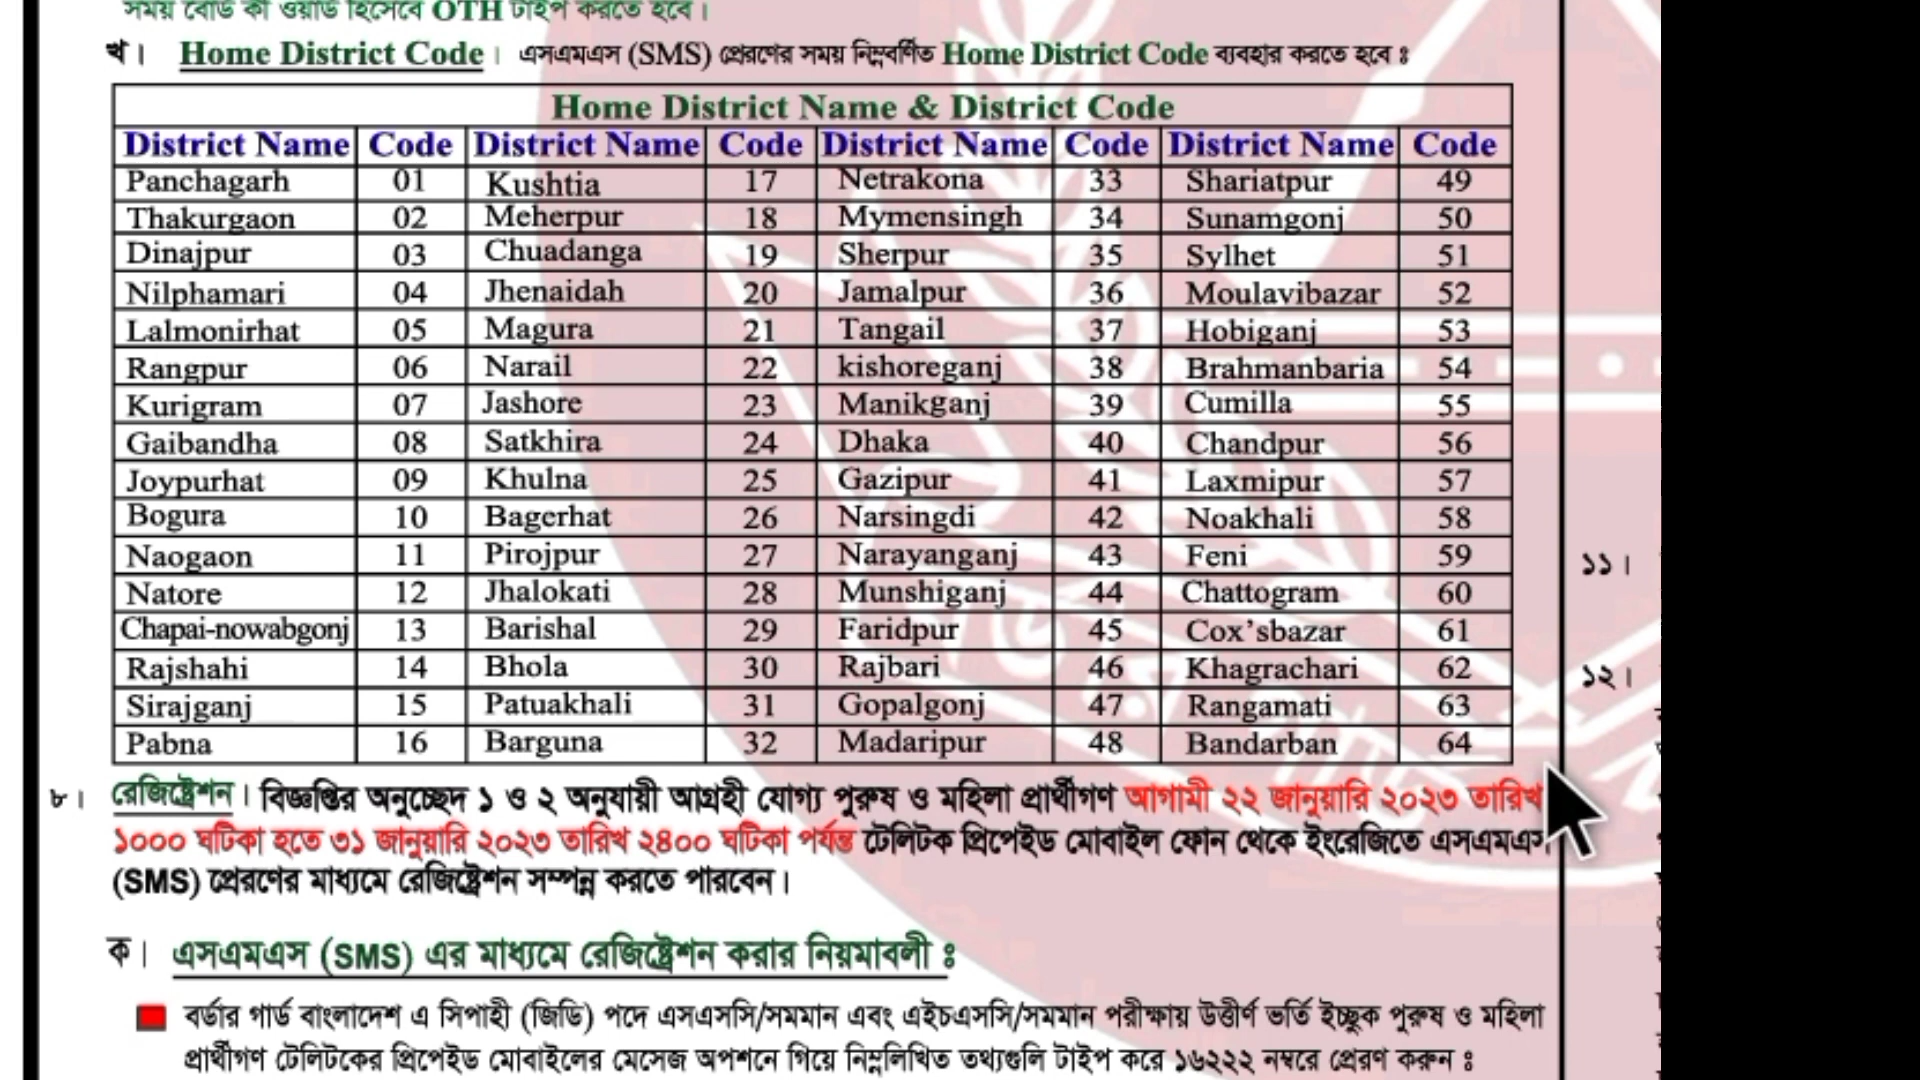 সময় বোর্ড কী ওয়ার্ড হিসেবে OTH টাইপ করতে হবে।
খ। Home District Code। এসএমএস (SMS) প্রেরণের সময় নিম্নবর্ণিত Home District Code ব্যবহার করতে হবে ঃ
Home District Name & District Code
District Name Code District Name Code District Name Code District Name Code
Panchagarh 01 Kushtia 17 Netrakona 33 Shariatpur 49
Thakurgaon 02 Meherpur 18 Mymensingh 34 Sunamgonj 50
Dinajpur 03 Chuadanga 19 Sherpur 35 Sylhet 51
Nilphamari 04 Jhenaidah 20 Jamalpur 36 Moulavibazar 52
Lalmonirhat 05 Magura 21 Tangail 37 Hobiganj 53
Rangpur 06 Narail 22 kishoreganj 38 Brahmanbaria 54
Kurigram 07 Jashore 23 Manikganj 39 Cumilla 55
Gaibandha 08 Satkhira 24 Dhaka 40 Chandpur 56
Joypurhat 09 Khulna 25 Gazipur 41 Laxmipur 57
Bogura 10 Bagerhat 26 Narsingdi 42 Noakhali 58
Naogaon 11 Pirojpur 27 Narayanganj 43 Feni 59
Natore 12 Jhalokati 28 Munshiganj 44 Chattogram 60
Chapai-nowabgonj 13 Barishal 29 Faridpur 45 Cox’sbazar 61
Rajshahi 14 Bhola 30 Rajbari 46 Khagrachari 62
Sirajganj 15 Patuakhali 31 Gopalgonj 47 Rangamati 63
Pabna 16 Barguna 32 Madaripur 48 Bandarban 64
৮। রেজিষ্ট্রেশন। বিজ্ঞপ্তির অনুচ্ছেদ ১ ও ২ অনুযায়ী আগ্রহী যোগ্য পুরুষ ও মহিলা প্রার্থীগণ আগামী ২২ জানুয়ারি ২০২৩ তারিখ
১০০০ ঘটিকা হতে ৩১ জানুয়ারি ২০২৩ তারিখ ২৪০০ ঘটিকা পর্যন্ত টেলিটক প্রিপেইড মোবাইল ফোন থেকে ইংরেজিতে এসএমএস
(SMS) প্রেরণের মাধ্যমে রেজিষ্ট্রেশন সম্পন্ন করতে পারবেন।
ক। এসএমএস (SMS) এর মাধ্যমে রেজিষ্ট্রেশন করার নিয়মাবলী ঃ
বর্ডার গার্ড বাংলাদেশ এ সিপাহী (জিডি) পদে এসএসসি/সমমান এবং এইচএসসি/সমমান পরীক্ষায় উত্তীর্ণ ভর্তি ইচ্ছুক পুরুষ ও মহিলা
প্রার্থীগণ টেলিটকের প্রিপেইড মোবাইলের মেসেজ অপশনে গিয়ে নিম্নলিখিত তথ্যগুলি টাইপ করে ১৬২২২ নম্বরে প্রেরণ করুন ঃ
১১।
১২।